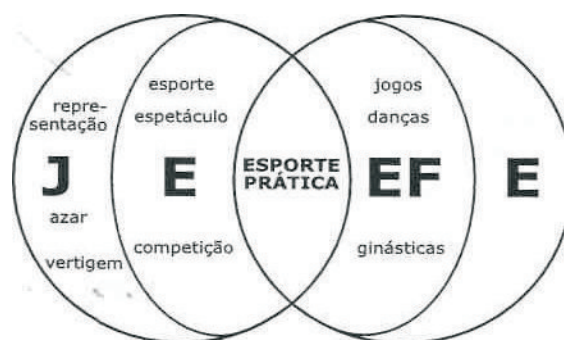 esporte
jogos
repre-
sentação
espetáculo
danças
J
E
ESPORTE
PRÁTICA
EF
E
azar
competição
ginásticas
vertigem